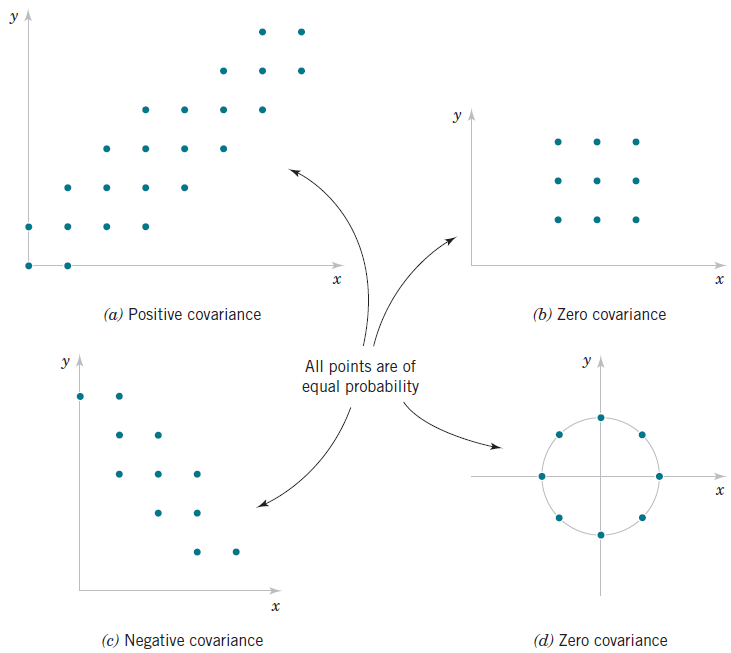 y
x
(a) Positive covariance
y
x
(b) Zero covariance
All points are of
equal probability
y
x
(c) Negative covariance
y
x
(d) Zero covariance